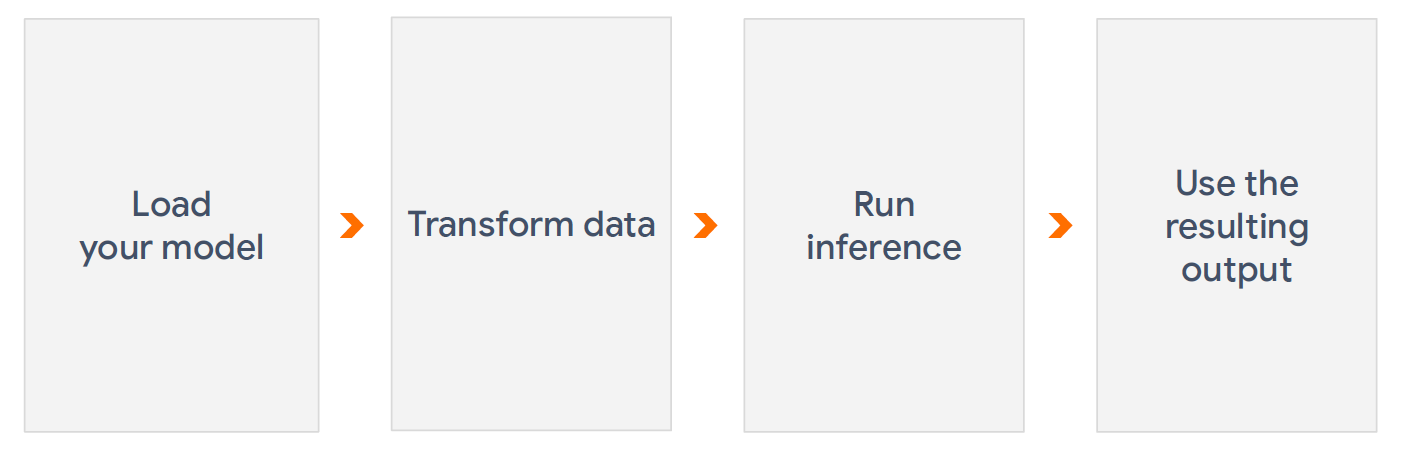 Load
your model
Transform data
Run
inference
Use the
resulting
output